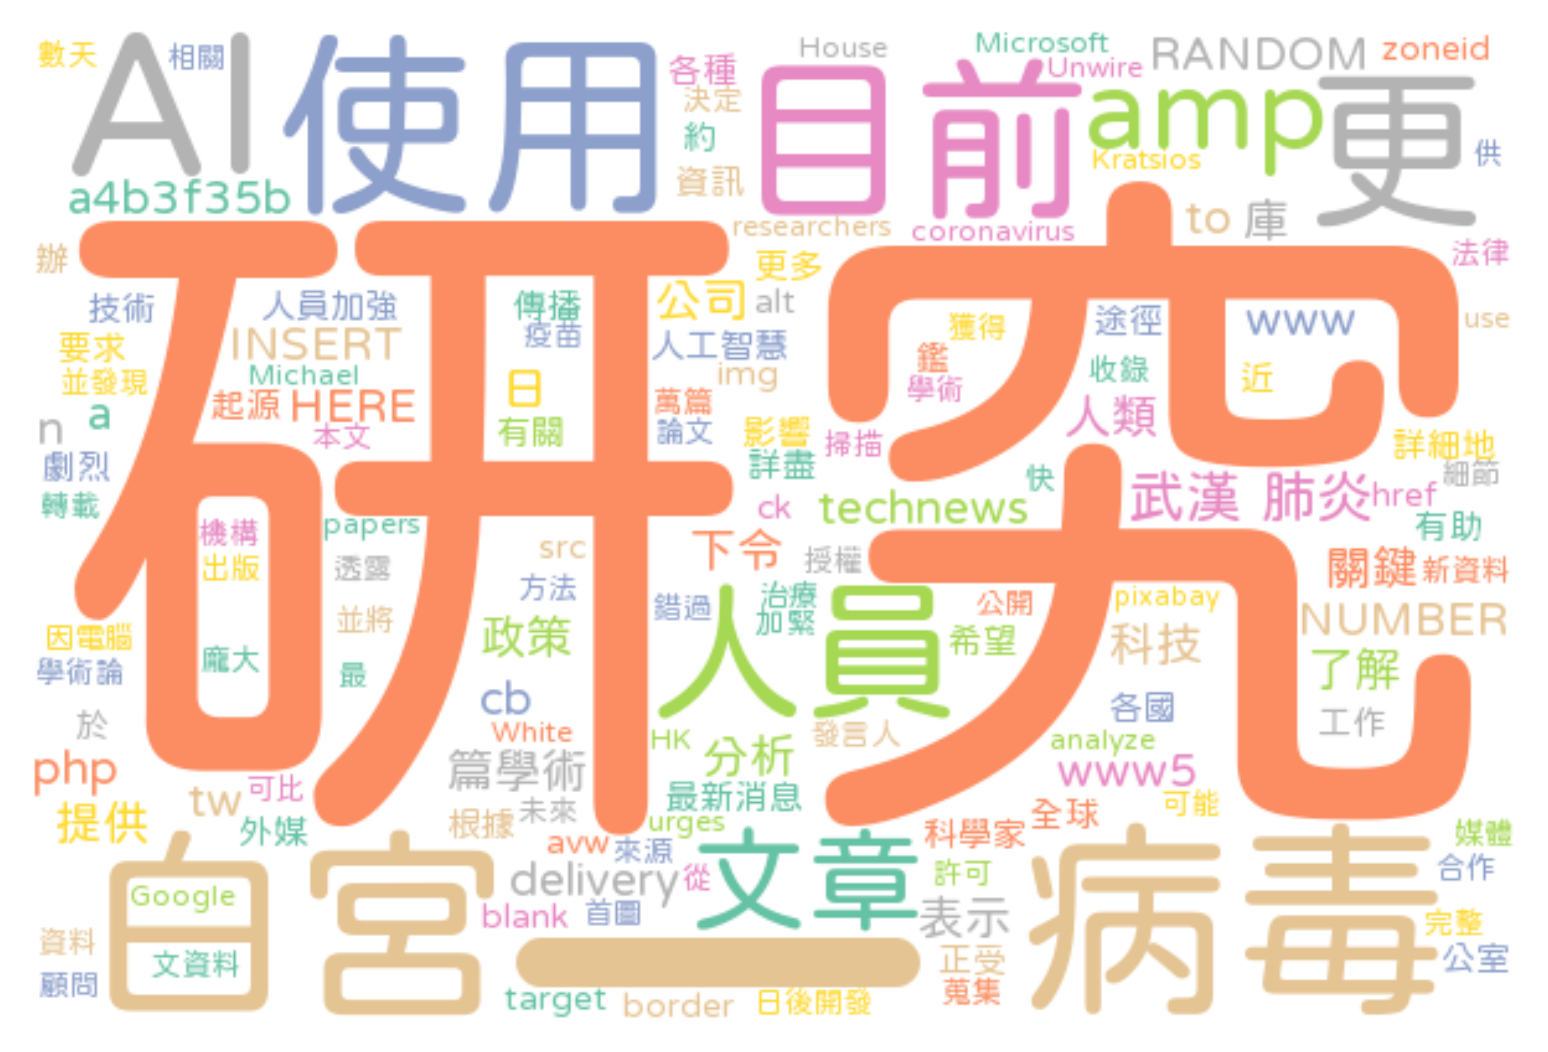 數天
AI
相關
使用
各種
決定
約
資訊
House
目前
Microsoft
Unwire
RANDOM
zoneid
amp
Kratsios
更
供
a4b3f35b
researchers
coronavirus
to
庫
法律
辦
研究
技術
人員加強
傳播
疫苗
更多
公司
alt
要求
INSERT
人工智慧
獲得
途徑
www
use
並發現
Michael
img
鑑
收錄
近
起源
HERE
日
萬篇
學術
n
a
本文
有關
論文
影響
掃描
人類
詳細地
劇烈
詳盡
快
細節
轉載
ck
technews
武漢
肺炎
href
機構
papers
有助
出版
透露
src
下令
授權
關鍵
新資料
方法
並將
錯過
治療
加緊
人員
公開
pixabay
NUMBER
因電腦
政策
希望
科技
學術論
龐大
最
了解
於
cb
各國
工作
White
HK
發言人
analyze
php
篇學術
分析
www5
可比
tw
最新消息
提供
外媒
根據
未來
urges
科學家
全球
可能
白宮
avw
來源
文章
病毒
媒體
Google
delivery
從
許可
合作
blank
首圖
表示
完整
資料
文資料
一
正受
公室
顧問
target
border
日後開發
蒐集